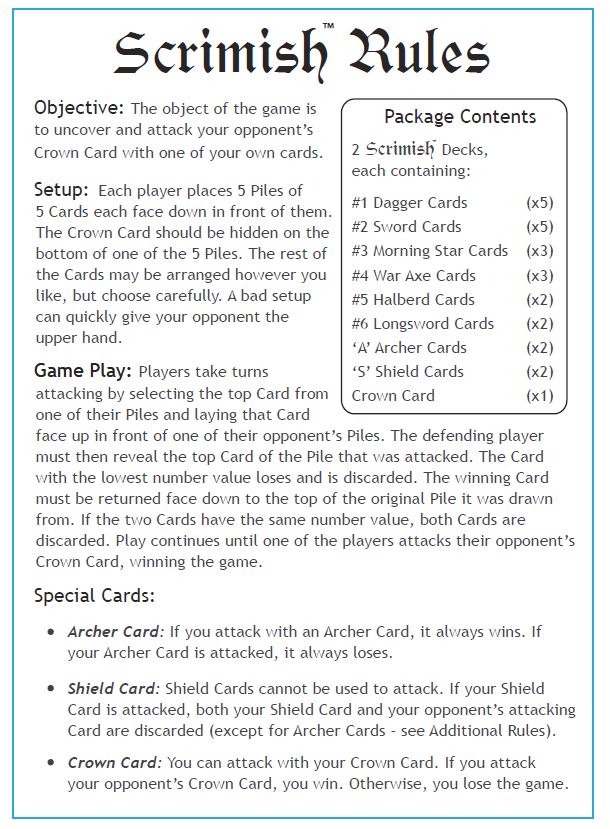 Scrimish™ Rules
Objective: The object of the game is
to uncover and attack your opponent's
Crown Card with one of your own cards.
Setup: Each player places 5 Piles of
5 Cards each face down in front of them.
The Crown Card should be hidden on the
bottom of one of the 5 Piles. The rest of
the Cards may be arranged however you
like, but choose carefully. A bad setup
can quickly give your opponent the
upper hand.
Package Contents
2 Scrimish Decks,
each containing:
#1 Dagger Cards (x5)
#2 Sword Cards (x5)
#3 Morning Star Cards (x3)
#4 War Axe Cards (x3)
#5 Halberd Cards (x2)
#6 Longsword Cards (x2)
‘A’ Archer Cards (x2)
‘S’ Shield Cards (x2)
Crown Card (x1)
Game Play: Players take turns
attacking by selecting the top Card from
one of their Piles and laying that Card
face up in front of one of their opponent's Piles. The defending player
must then reveal the top Card of the Pile that was attacked. The Card
with the lowest number value loses and is discarded. The winning Card
must be returned face down to the top of the original Pile it was drawn
from. If the two Cards have the same number value, both Cards are
discarded. Play continues until one of the players attacks their opponent's
Crown Card, winning the game.
Special Cards:
• Archer Card: If you attack with an Archer Card, it always wins. If
your Archer Card is attacked, it always loses.
• Shield Card: Shield Cards cannot be used to attack. If your Shield
Card is attacked, both your Shield Card and your opponent's attacking
Card are discarded (except for Archer Cards - see Additional Rules).
• Crown Card: You can attack with your Crown Card. If you attack
your opponent's Crown Card, you win. Otherwise, you lose the game.